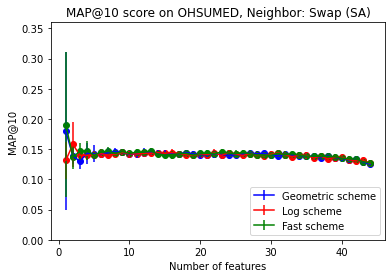 MAP@10 score on OHSUMED, Neighbor: Swap (SA)
0.35
0.30
0.25
0.20
0.15
0.10
0.05
0.00
MAP@10
Geometric scheme
Log scheme
Fast scheme
0 10 20 30 40
Number of features